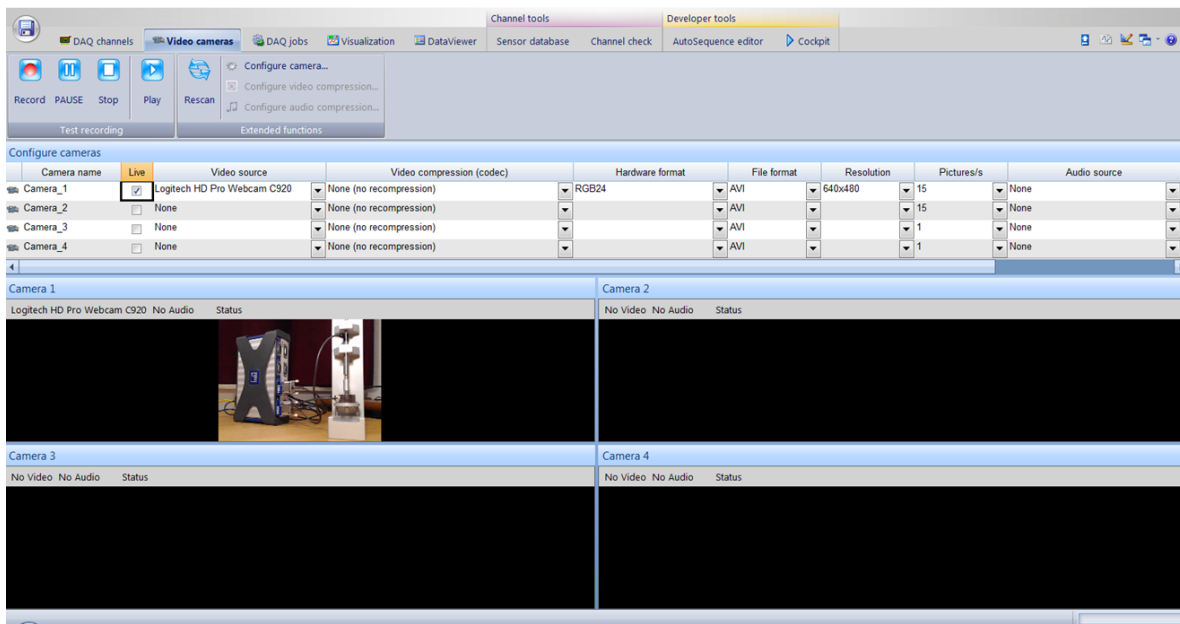 Channel tools Developer tools
DAQ channels Video cameras DAQ jobs Visualization DataViewer Sensor database Channel check AutoSequence editor Cockpit
Configure camera...
Configure video compression...
Record PAUSE Stop Play Rescan
Configure audio compression...
Test recording Extended functions
Configure cameras
Camera name Live Video source Video compression (codec) Hardware format File format Resolution Pictures/s Audio source
Camera_1 Logitech HD Pro Webcam C920 None (no recompression) RGB24 AVI 640x480 15 None
Camera_2 None None (no recompression) AVI 15 None
Camera_3 None None (no recompression) AVI 1 None
Camera_4 None None (no recompression) AVI 1 None
Camera 1 Camera 2
Logitech HD Pro Webcam C920 No Audio Status No Video No Audio Status
Camera 3 Camera 4
No Video No Audio Status No Video No Audio Status